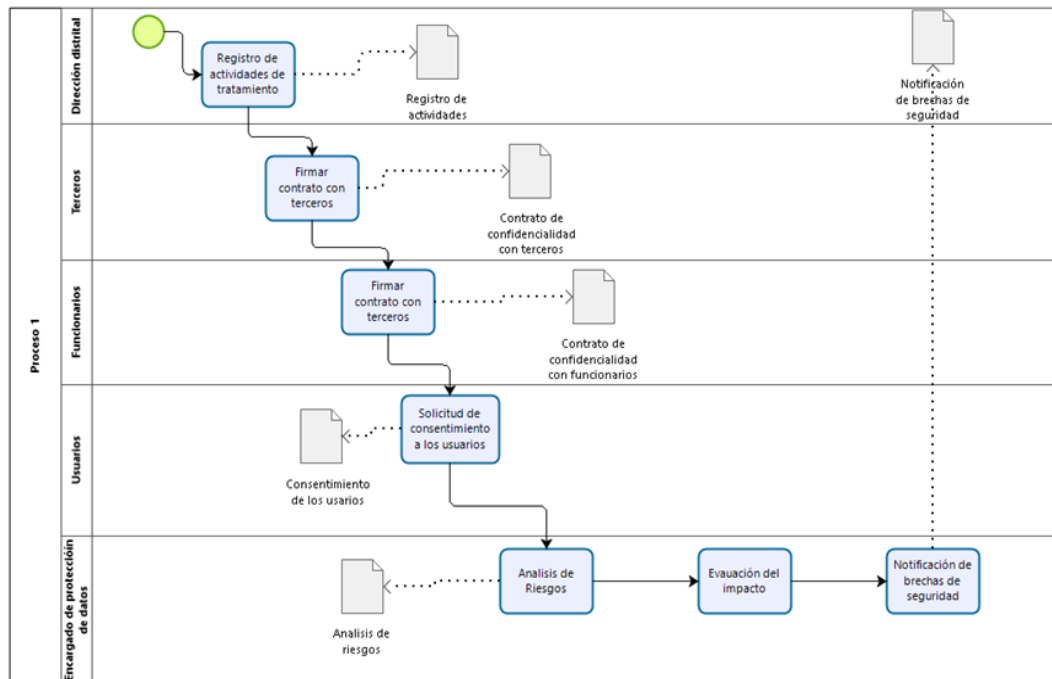 Proceso 1
Dirección distrital
Registro de
actividades de
tratamiento
Registro de
actividades
Notificación
de brechas de
seguridad
Terceros
Firmar
contrato con
terceros
Contrato de
confidencialidad
con terceros
Funcionarios
Firmar
contrato con
terceros
Contrato de
confidencialidad
con funcionarios
Usuarios
Solicitud de
consentimiento
a los usuarios
Consentimiento
de los usarios
Encargado de proteccióin
de datos
Analisis de
Riesgos
Evaución del
impacto
Notificación de
brechas de
seguridad
Analisis de
riesgos